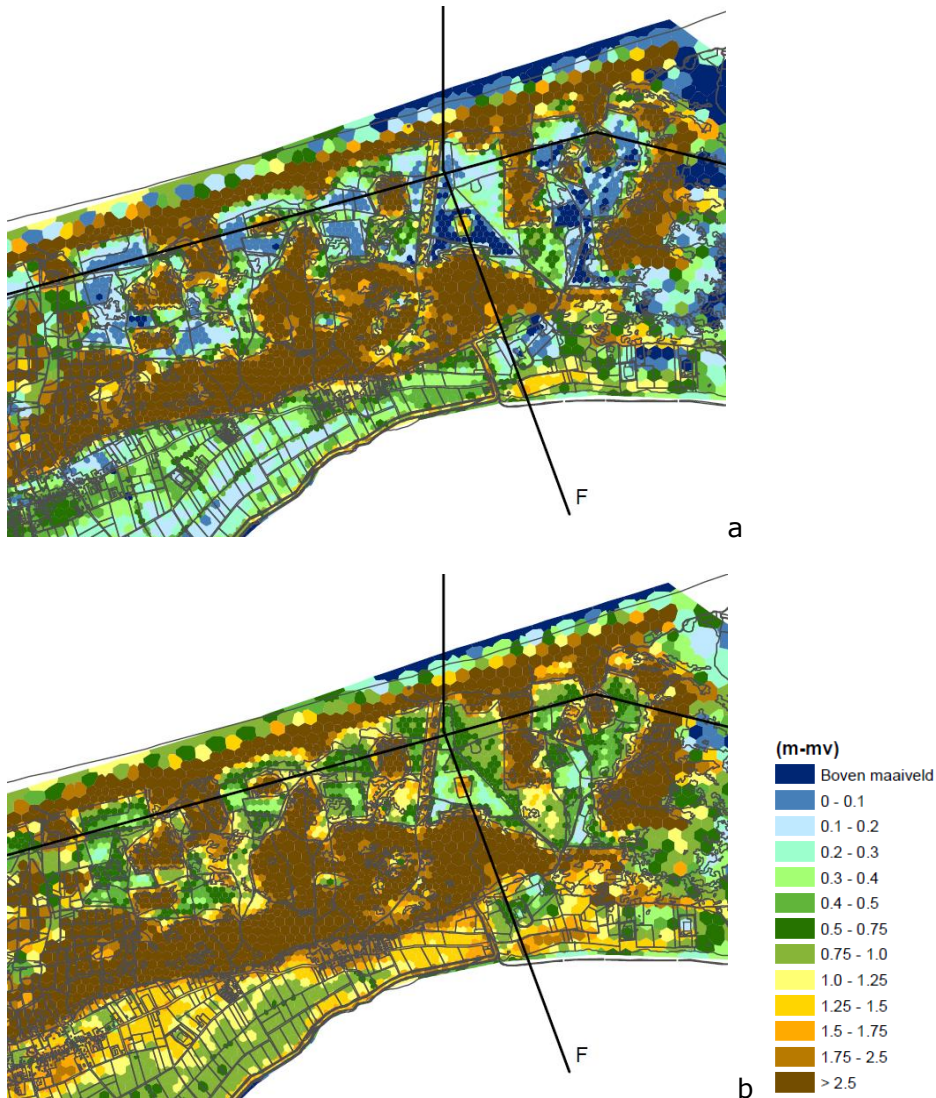 F
a
F
b
(m-mv)
Boven maaiveld
0 - 0.1
0.1 - 0.2
0.2 - 0.3
0.3 - 0.4
0.4 - 0.5
0.5 - 0.75
0.75 - 1.0
1.0 - 1.25
1.25 - 1.5
1.5 - 1.75
1.75 - 2.5
> 2.5